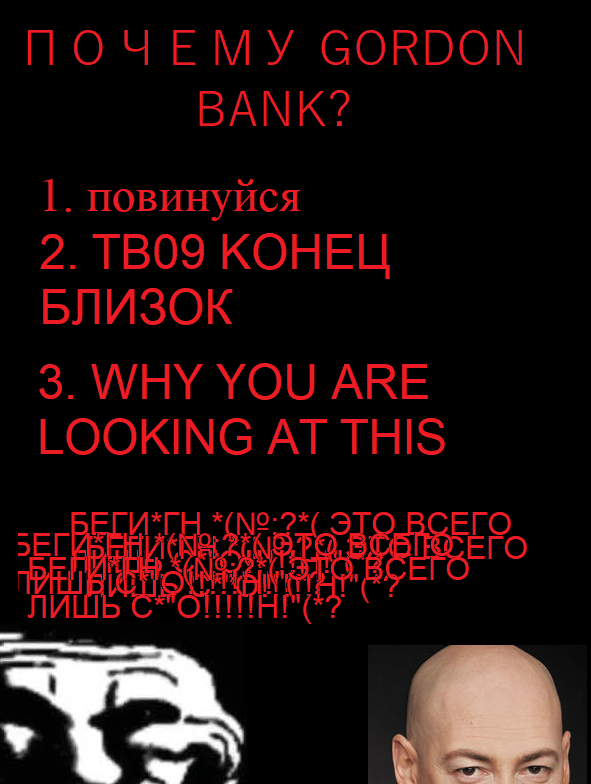 ПОЧЕМУ GORDON
BANK?
1. повинуйся
2. ТВ09 КОНЕЦ
БЛИЗОК
3. WHY YOU ARE
LOOKING AT THIS
БЕГИ*ГН *(№;?*( ЭТО ВСЕГО
ЛИШЬ С*"О!!!!!Н!"(*?